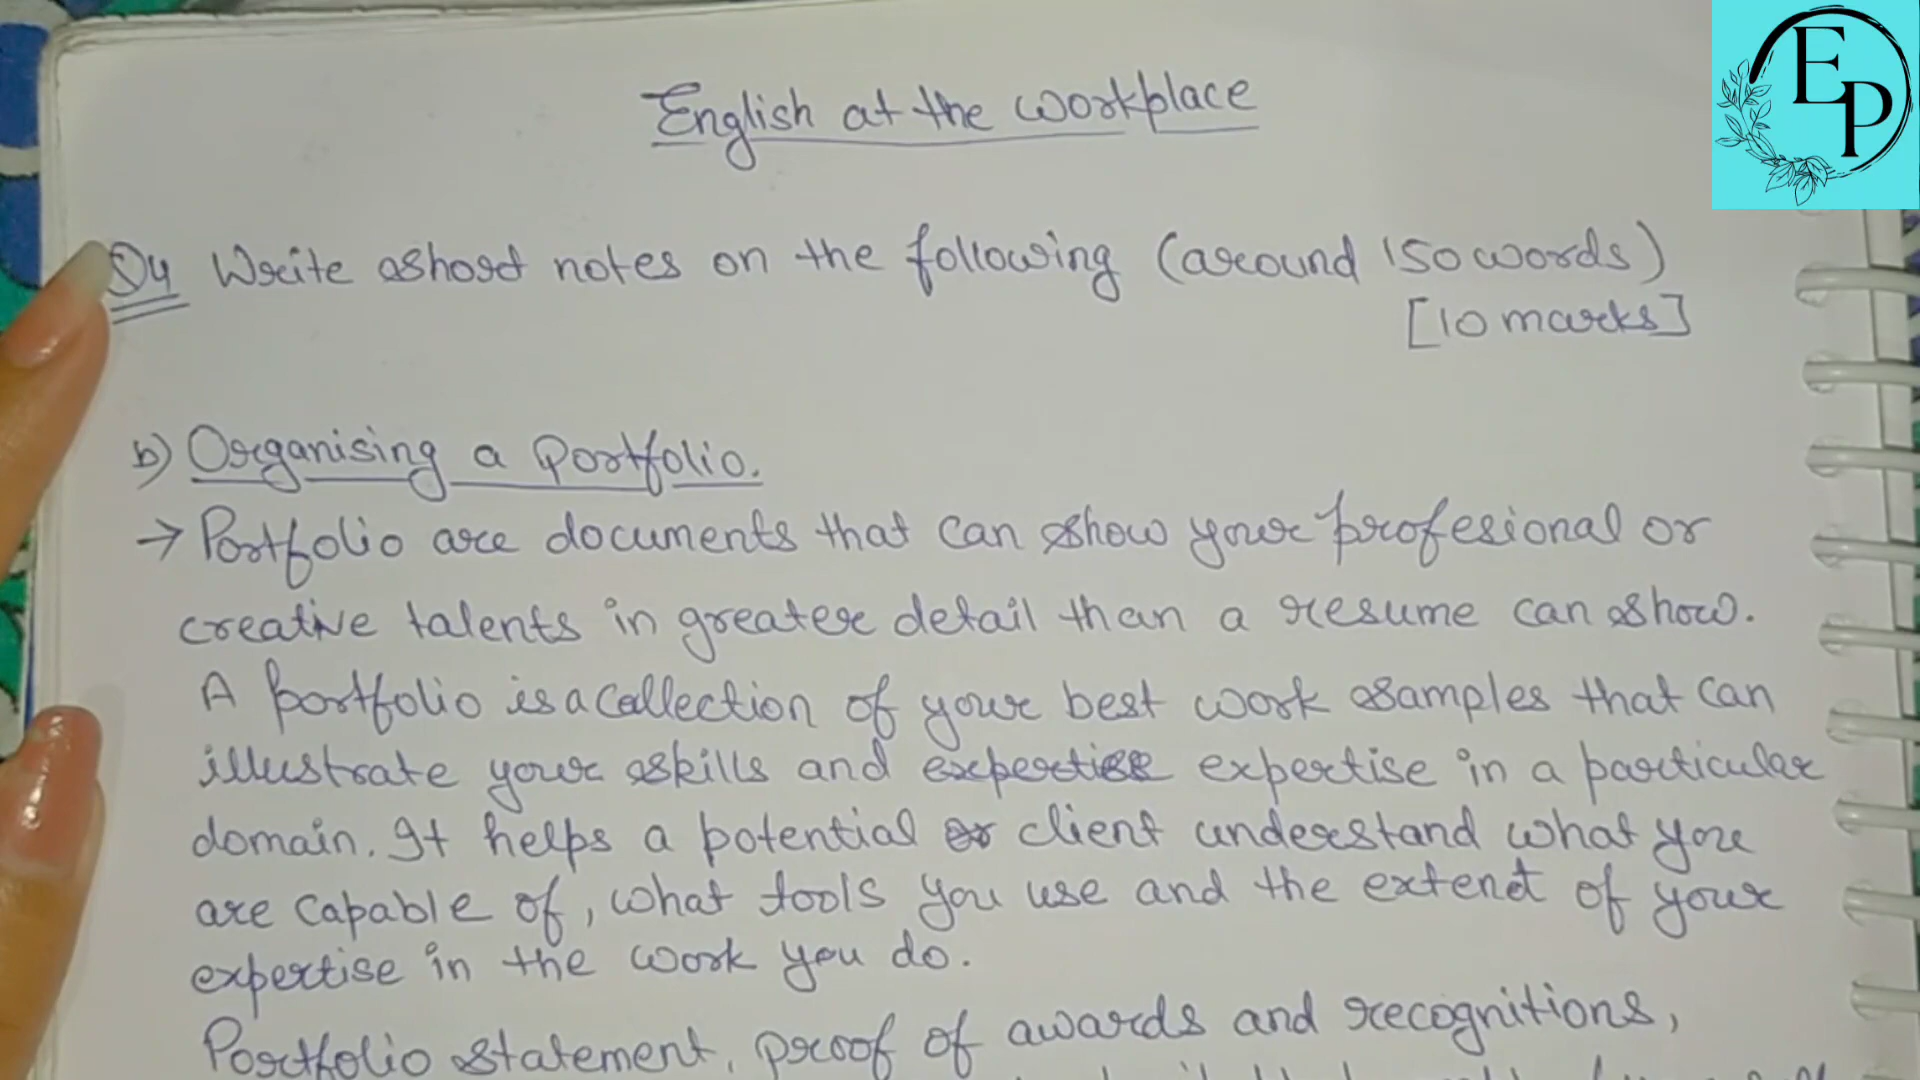 English at the workplace
EP
Q4 Write short notes on the following (around 150 words)
[10 marks]
b) Organising a Portfolio.
→ Portfolio are documents that can show your profesional or
creative talents in greater detail than a resume can show.
A portfolio is a collection of your best work samples that can
illustrate your skills and expertise in a particular
domain. It helps a potential or client understand what you
are capable of, what tools you use and the extent of your
expertise in the work you do.
Portfolio statement, proof of awards and recognitions,